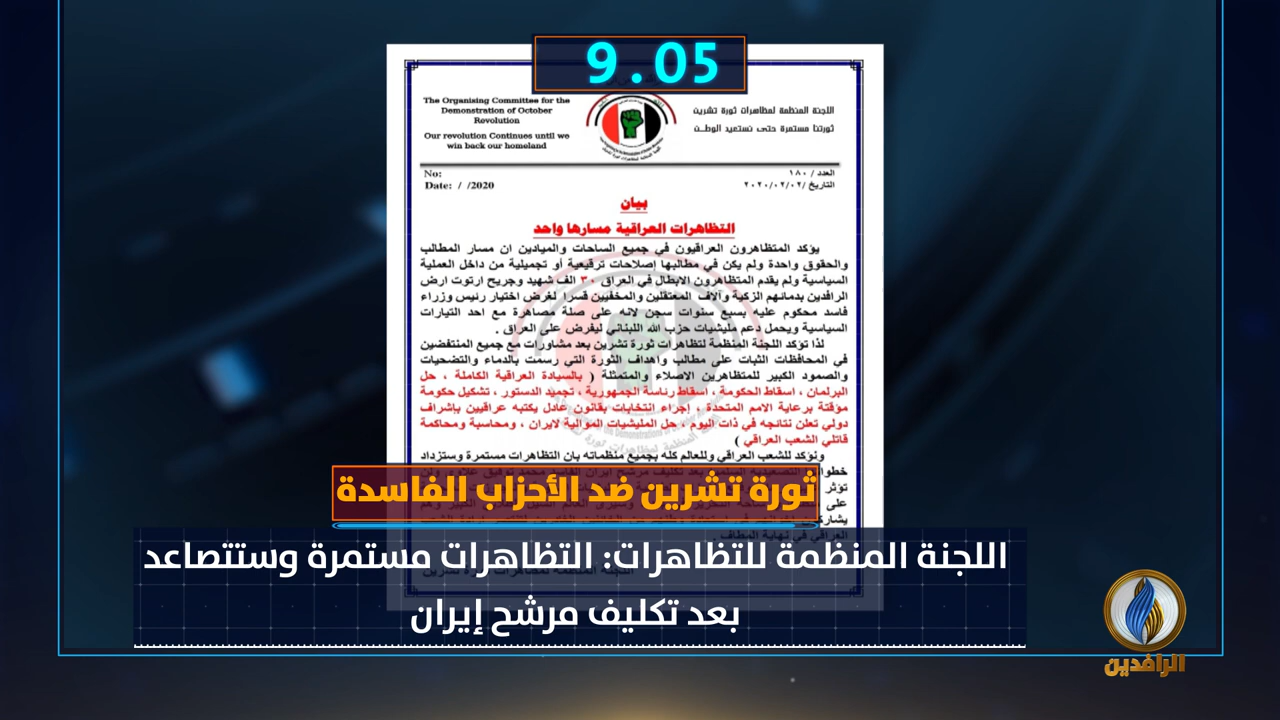 9.05
The Organising Committee for the
Demonstration of October
Revolution
Our revolution Continues until we
win back our homeland
اللجنة المنظمة لمظاهرات ثورة تشرين
ثورتنا مستمرة حتى نستعيد الوطن
No:
Date: / /2020
العدد / ١٨٠
التاريخ /٢٠٢٠/٠٢/٠٢
بيان
التظاهرات العراقية مسارها واحد
يؤكد المتظاهرون العراقيون في جميع الساحات والميادين ان مسار المطالب
والحقوق واحدة ولم يكن في مطالبها إصلاحات ترقيعية أو تجميلية من داخل العملية
السياسية ولم يقدم المتظاهرون الابطال في العراق ٣٠ الف شهيد وجريح ارتوت ارض
الرافدين بدمائهم الزكية وآلاف المعتقلين والمخفيين قسرا لغرض اختيار رئيس وزراء
فاسد محكوم عليه بسبع سنوات سجن لانه على صلة مصاهرة مع احد التيارات
السياسية ويحمل دعم مليشيات حزب الله اللبناني ليفرض على العراق .
لذا تؤكد اللجنة المنظمة لتظاهرات ثورة تشرين بعد مشاورات مع جميع المنتفضين
في المحافظات الثبات على مطالب واهداف الثورة التي رسمت بالدماء والتضحيات
والصمود الكبير للمتظاهرين الاصلاء والمتمثلة ( بالسيادة العراقية الكاملة ، حل
البرلمان ، اسقاط الحكومة ، اسقاط رئاسة الجمهورية ، تجميد الدستور ، تشكيل حكومة
مؤقتة برعاية الامم المتحدة ، إجراء انتخابات بقانون عادل يكتبه عراقيين بإشراف
دولي تعلن نتائجه في ذات اليوم ، حل المليشيات الموالية لايران ، ومحاسبة ومحاكمة
قاتلي الشعب العراقي )
ونؤكد للشعب العراقي وللعالم كله بجميع منظماته بان التظاهرات مستمرة وستزداد
ثورة تشرين ضد الأحزاب الفاسدة
اللجنة المنظمة للتظاهرات: التظاهرات مستمرة وستتصاعد
بعد تكليف مرشح إيران
الرافدين